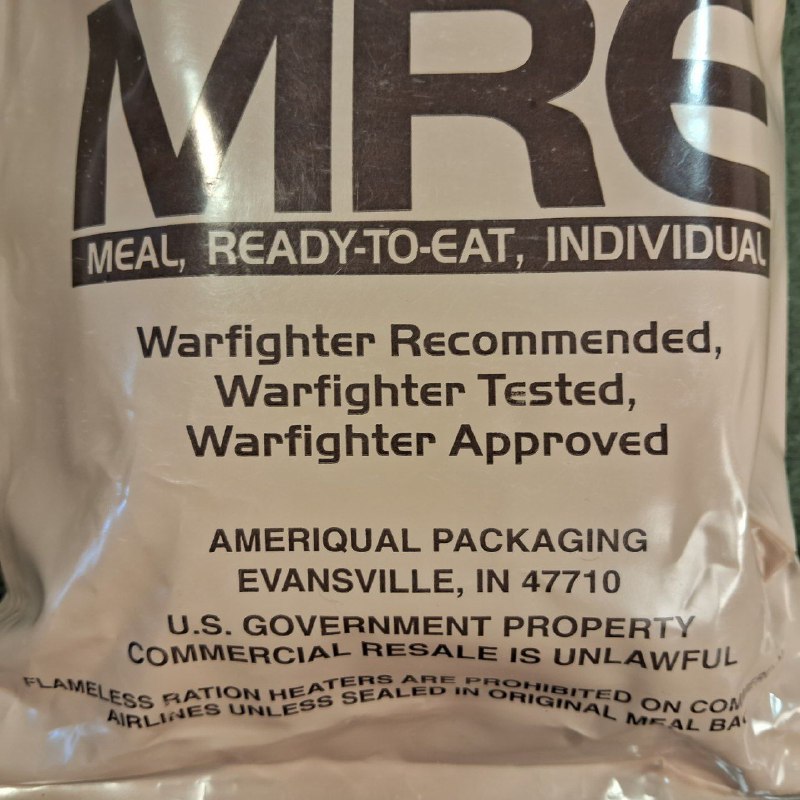 MRE
MEAL, READY-TO-EAT, INDIVIDUAL
Warfighter Recommended,
Warfighter Tested,
Warfighter Approved
AMERIQUAL PACKAGING
EVANSVILLE, IN 47710
U.S. GOVERNMENT PROPERTY
COMMERCIAL RESALE IS UNLAWFUL
FLAMELESS RATION HEATERS ARE PROHIBITED ON
AIRLINES UNLESS SEALED IN ORIGINAL MEAL